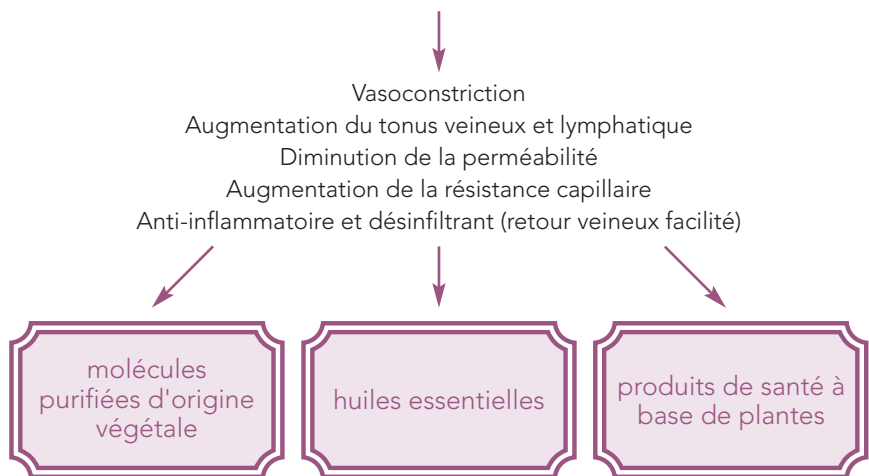 Vasoconstriction
Augmentation du tonus veineux et lymphatique
Diminution de la perméabilité
Augmentation de la résistance capillaire
Anti-inflammatoire et désinfiltrant (retour veineux facilité)
molécules
purifiées d'origine
végétale
huiles essentielles
produits de santé à
base de plantes